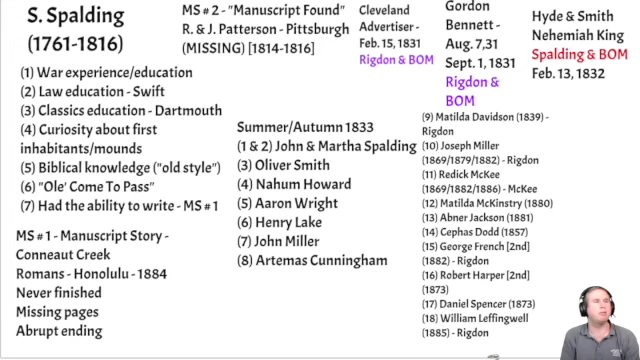 S. Spalding
(1761-1816)
(1) War experience/education
(2) Law education - Swift
(3) Classics education - Dartmouth
(4) Curiosity about first
inhabitants/mounds
(5) Biblical knowledge ("old style")
(6) "Ole' Come To Pass"
(7) Had the ability to write - MS # 1
MS # 1 - Manuscript Story -
Conneaut Creek
Romans - Honolulu - 1884
Never finished
Missing pages
Abrupt ending
MS # 2 - "Manuscript Found"
R. & J. Patterson - Pittsburgh
(MISSING) [1814-1816]
Summer/Autumn 1833
(1 & 2) John & Martha Spalding
(3) Oliver Smith
(4) Nahum Howard
(5) Aaron Wright
(6) Henry Lake
(7) John Miller
(8) Artemas Cunningham
Cleveland
Advertiser -
Feb. 15, 1831
Rigdon & BOM
Gordon
Bennett -
Aug. 7,31
Sept. 1, 1831
Rigdon &
BOM
Hyde & Smith
Nehemiah King
Spalding & BOM
Feb. 13, 1832
(9) Matilda Davidson (1839) -
Rigdon
(10) Joseph Miller
(1869/1879/1882) - Rigdon
(11) Redick McKee
(1869/1882/1886) - McKee
(12) Matilda McKinstry (1880)
(13) Abner Jackson (1881)
(14) Cephas Dodd (1857)
(15) George French [2nd]
(1882) - Rigdon
(16) Robert Harper [2nd]
(1873)
(17) Daniel Spencer (1873)
(18) William Leffingwell
(1885) - Rigdon